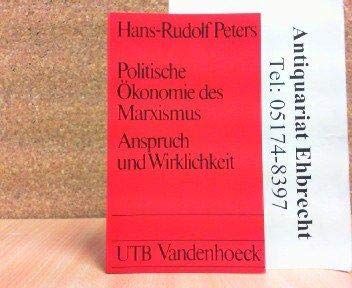 Hans-Rudolf Peters
Politische
Ökonomie des
Marxismus
Anspruch
und Wirklichkeit
UTB Vandenhoeck
Antiquariat Ehbrecht
Tel: 05174-8397